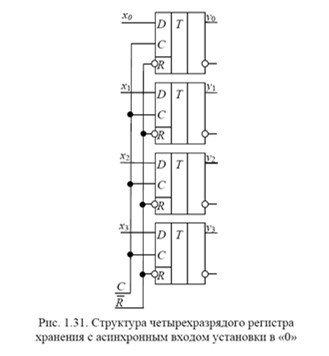 x₀
D T
y₀
C
R
x₁
D T
y₁
C
R
x₂
D T
y₂
C
R
x₃
D T
y₃
C
R
C
R̅
Рис. 1.31. Структура четырехразрядого регистра
хранения с асинхронным входом установки в «0»